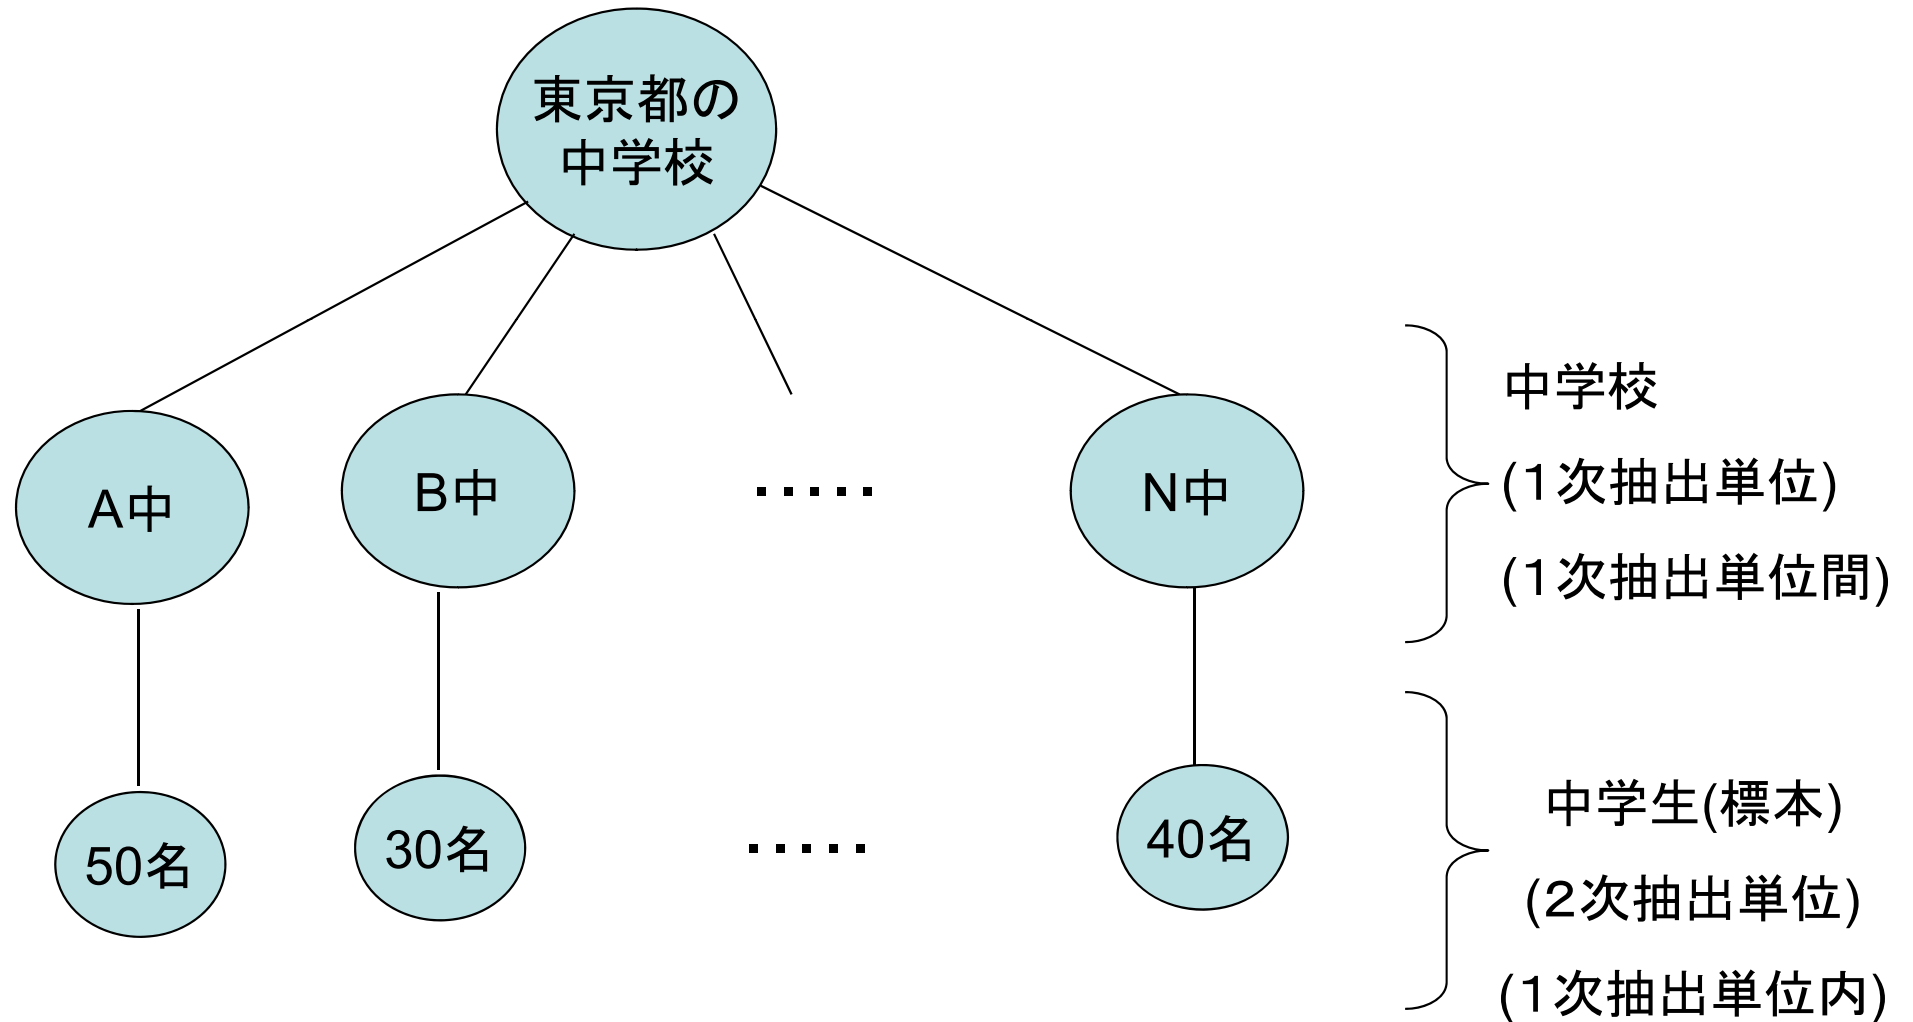 東京都の
中学校
A中
B中
・・・・・
N中
中学校
(1次抽出単位)
(1次抽出単位間)
50名
30名
・・・・・
40名
中学生(標本)
(2次抽出単位)
(1次抽出単位内)